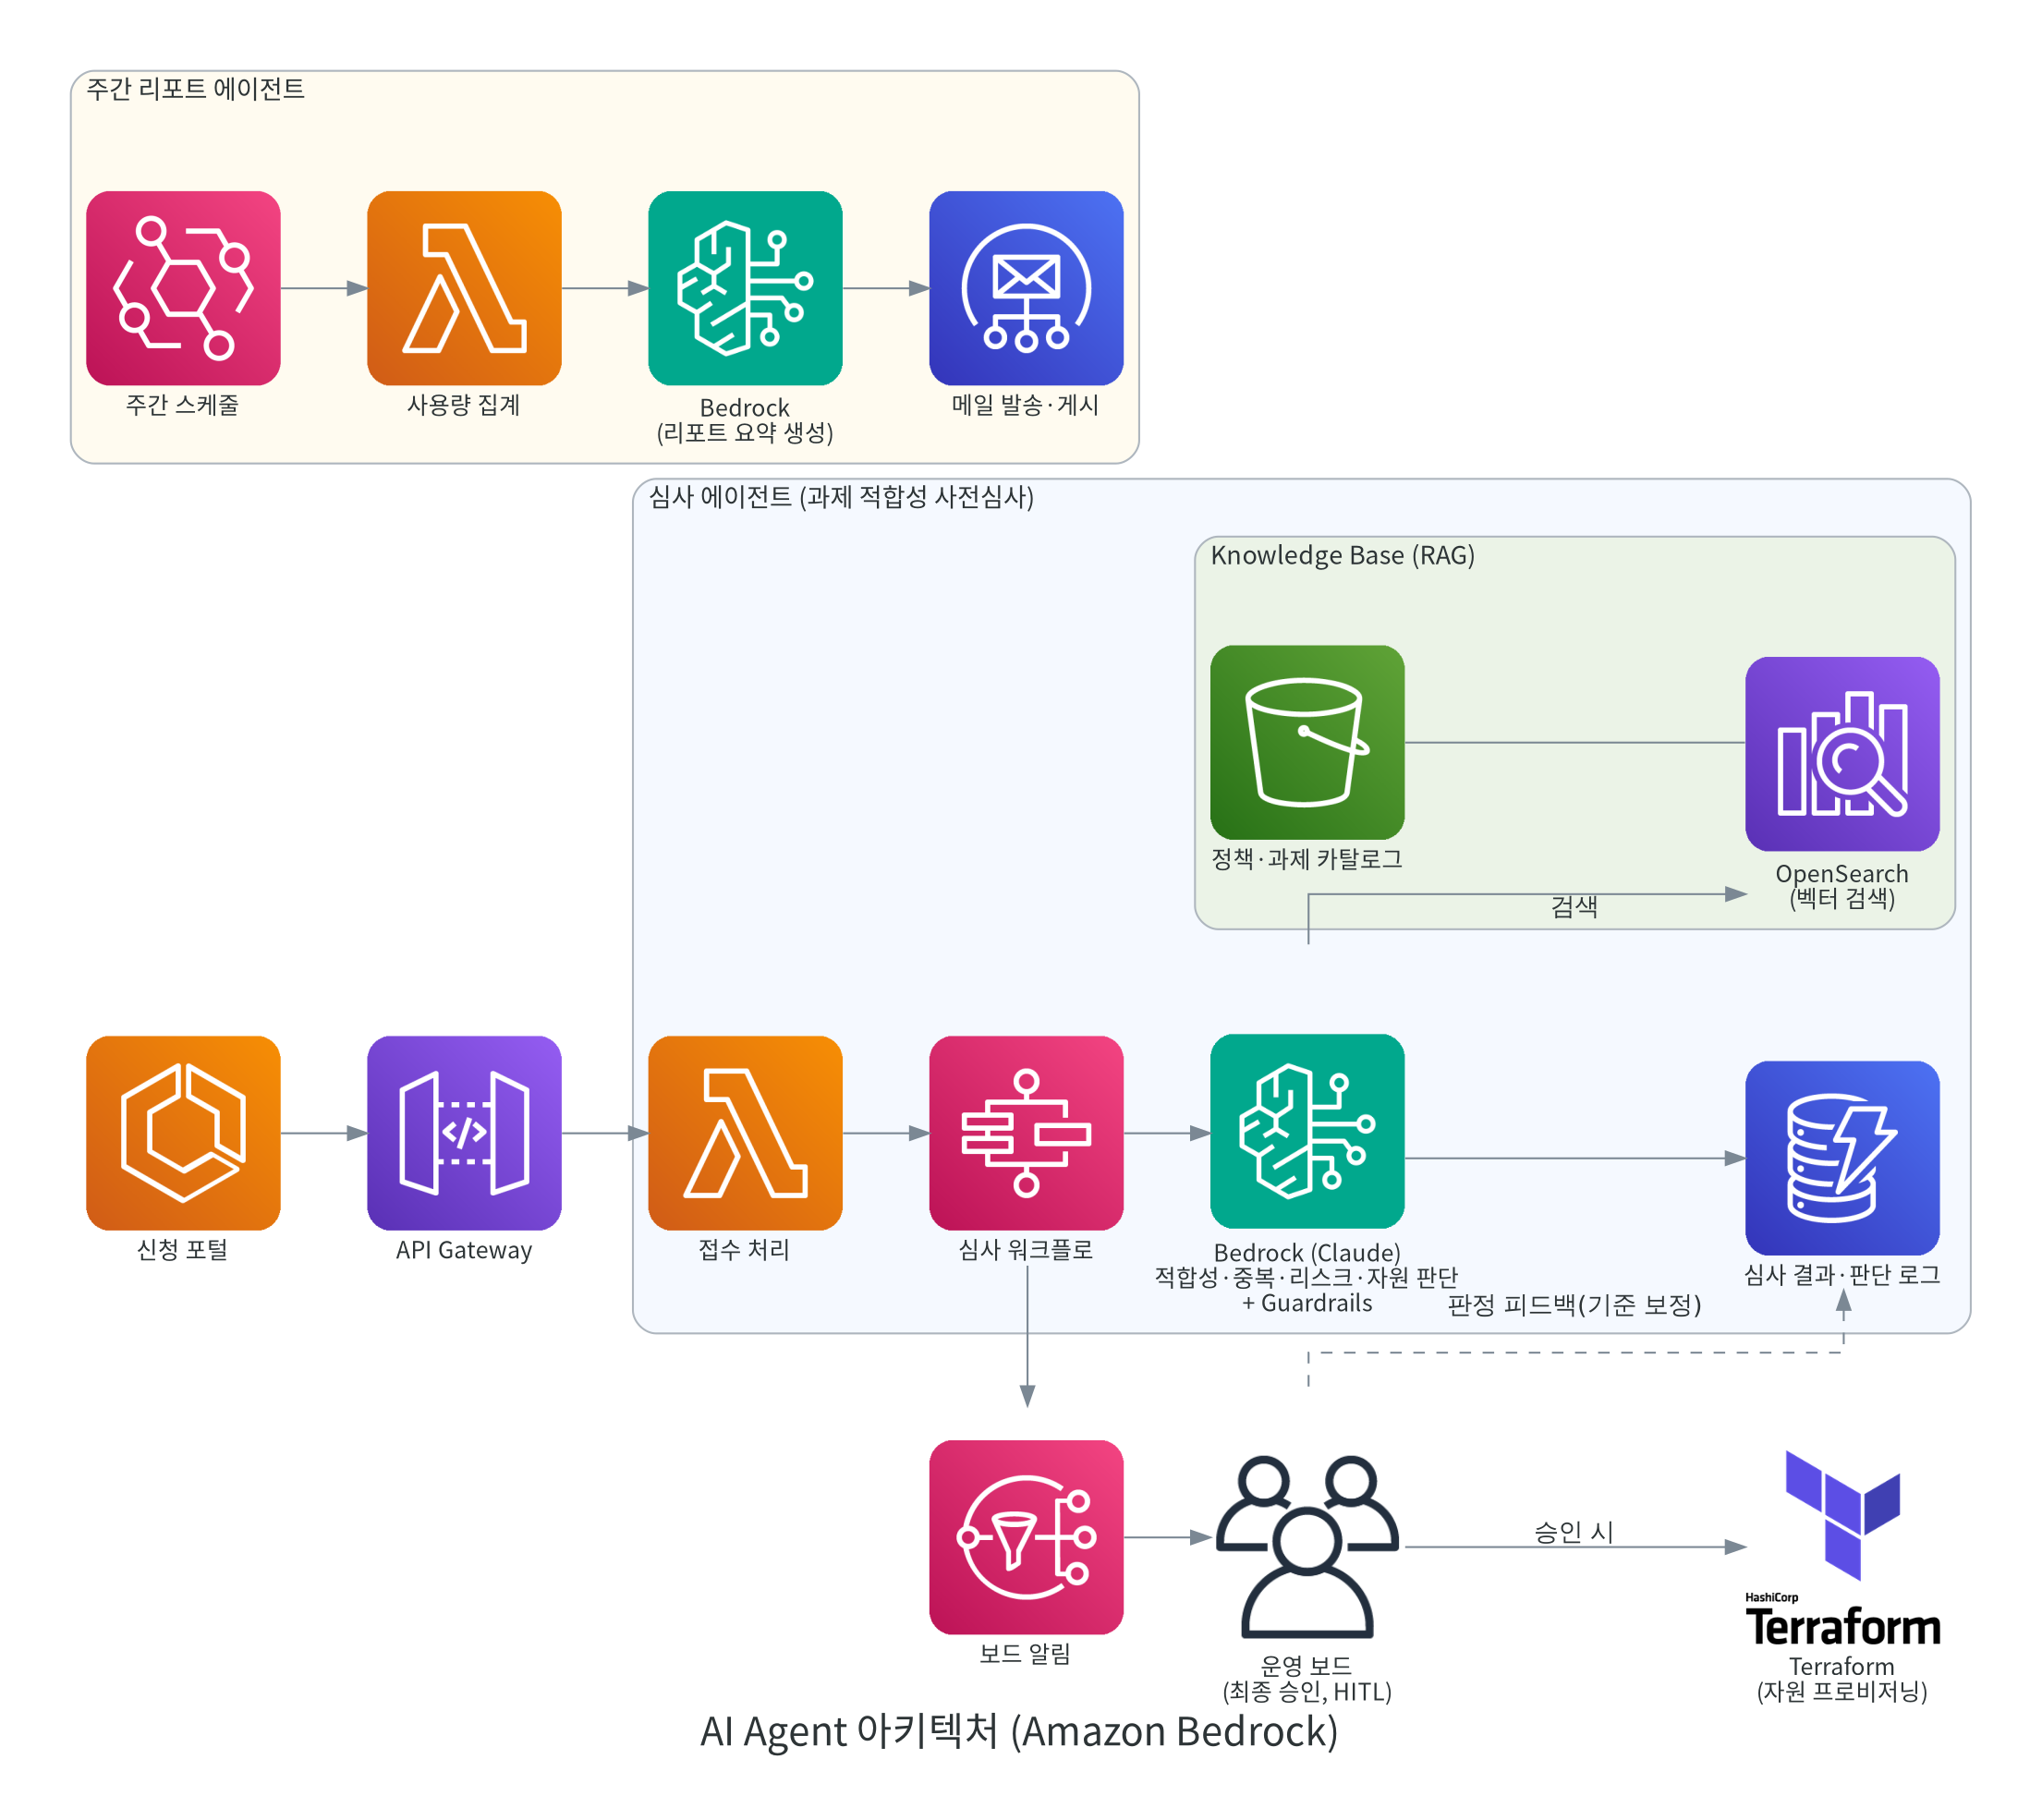 주간 리포트 에이전트
주간 스케줄
사용량 집계
Bedrock
(리포트 요약 생성)
메일 발송·게시
심사 에이전트 (과제 적합성 사전심사)
Knowledge Base (RAG)
정책·과제 카탈로그
OpenSearch
(벡터 검색)
검색
신청 포털
API Gateway
접수 처리
심사 워크플로
Bedrock (Claude)
적합성·중복·리스크·자원 판단
+ Guardrails
심사 결과·판단 로그
판정 피드백(기준 보정)
보드 알림
운영 보드
(최종 승인, HITL)
승인 시
HashiCorp
Terraform
Terraform
(자원 프로비저닝)
AI Agent 아키텍처 (Amazon Bedrock)